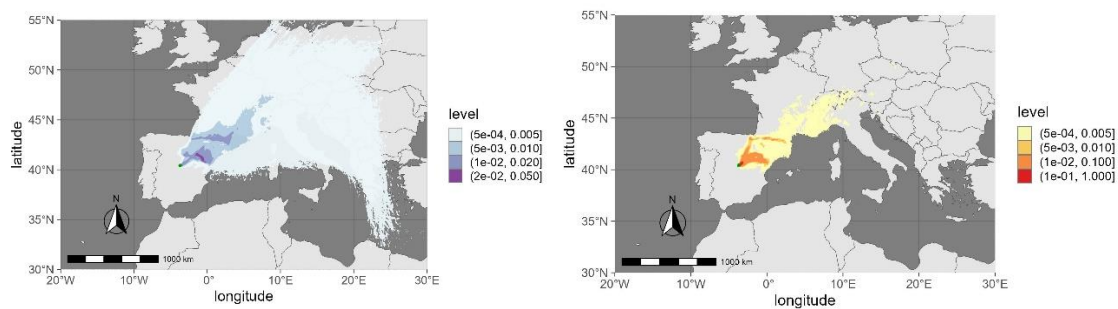 55°N
50°N
45°N
40°N
35°N
30°N
latitude
N
1000 km
20°W
10°W
0°
10°E
20°E
30°E
longitude
level
(5e-04, 0.005]
(5e-03, 0.010]
(1e-02, 0.020]
(2e-02, 0.050]
55°N
50°N
45°N
40°N
35°N
30°N
latitude
N
1000 km
20°W
10°W
0°
10°E
20°E
30°E
longitude
level
(5e-04, 0.005]
(5e-03, 0.010]
(1e-02, 0.100]
(1e-01, 1.000]